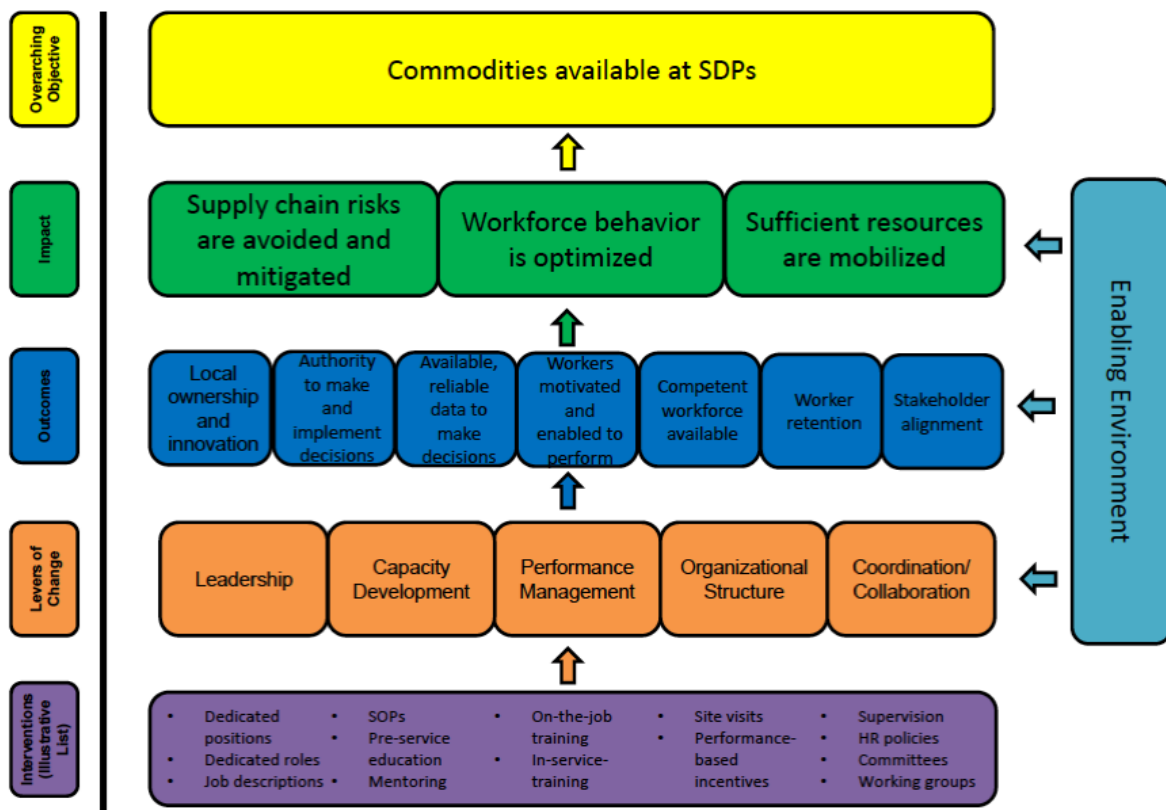 Overarching
Objective
Commodities available at SDPs
Impact
Supply chain risks
are avoided and
mitigated
Workforce behavior
is optimized
Sufficient resources
are mobilized
Enabling Environment
Outcomes
Local
ownership
and
innovation
Authority
to make
and
implement
decisions
Available,
reliable
data to
make
decisions
Workers
motivated
and
enabled to
perform
Competent
workforce
available
Worker
retention
Stakeholder
alignment
Levers of
Change
Leadership
Capacity
Development
Performance
Management
Organizational
Structure
Coordination/
Collaboration
Interventions
(Illustrative
List)
• Dedicated
positions
• Dedicated roles
• Job descriptions
• SOPs
• Pre-service
education
• Mentoring
• On-the-job
training
• In-service-
training
• Site visits
• Performance-
based
incentives
• Supervision
• HR policies
• Committees
• Working groups